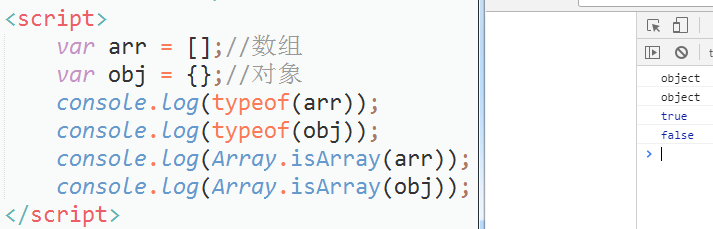 <script>
var arr = [];//数组
var obj = {};//对象
console.log(typeof(arr));
console.log(typeof(obj));
console.log(Array.isArray(arr));
console.log(Array.isArray(obj));
</script>
object
object
true
false
>